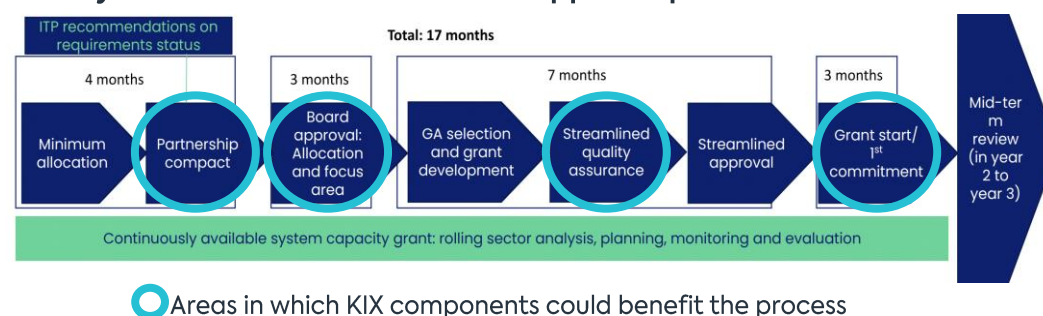 ITP recommendations on
requirements status
Total: 17 months
4 months
3 months
7 months
3 months
Minimum
allocation
Partnership
compact
Board
approval:
Allocation
and focus
area
GA selection
and grant
development
Streamlined
quality
assurance
Streamlined
approval
Grant start/
1st
commitment
Mid-ter
m
review
(in year
2 to
year 3)
Continuously available system capacity grant: rolling sector analysis, planning, monitoring and evaluation
Areas in which KIX components could benefit the process